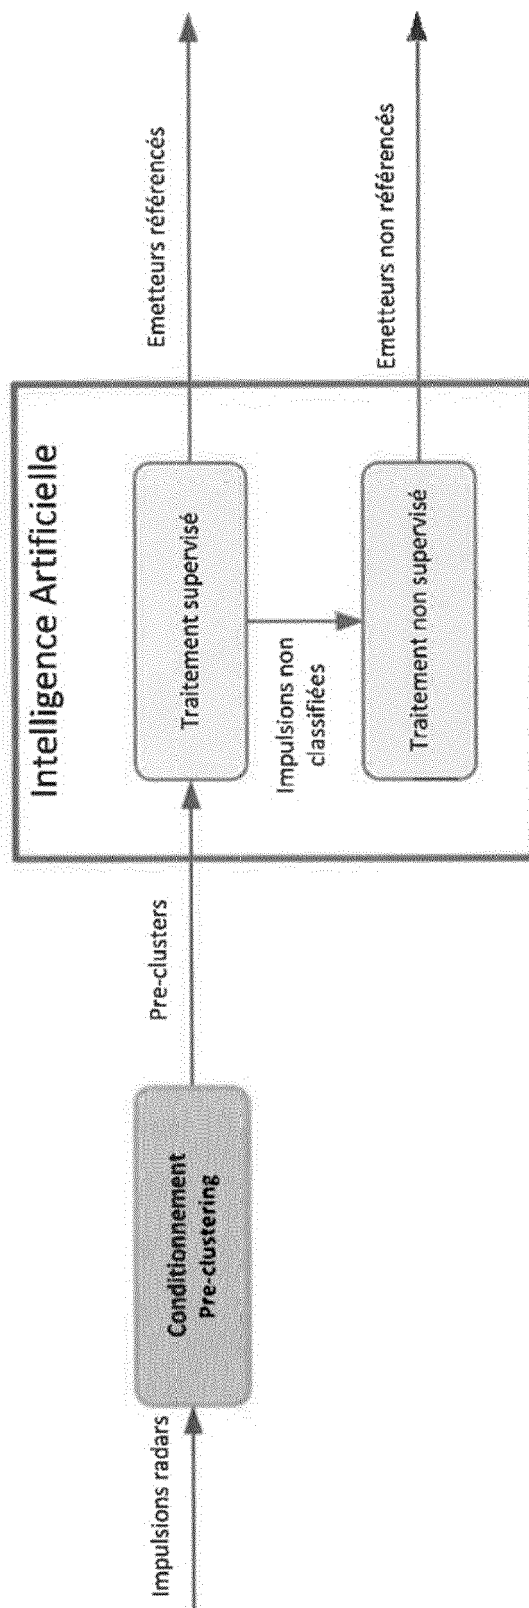 Impulsions radars
Conditionnement
Pre-clustering
Pre-clusters
Intelligence Artificielle
Traitement supervisé
Impulsions non
classifiées
Traitement non supervisé
Emetteurs référencés
Emetteurs non référencés